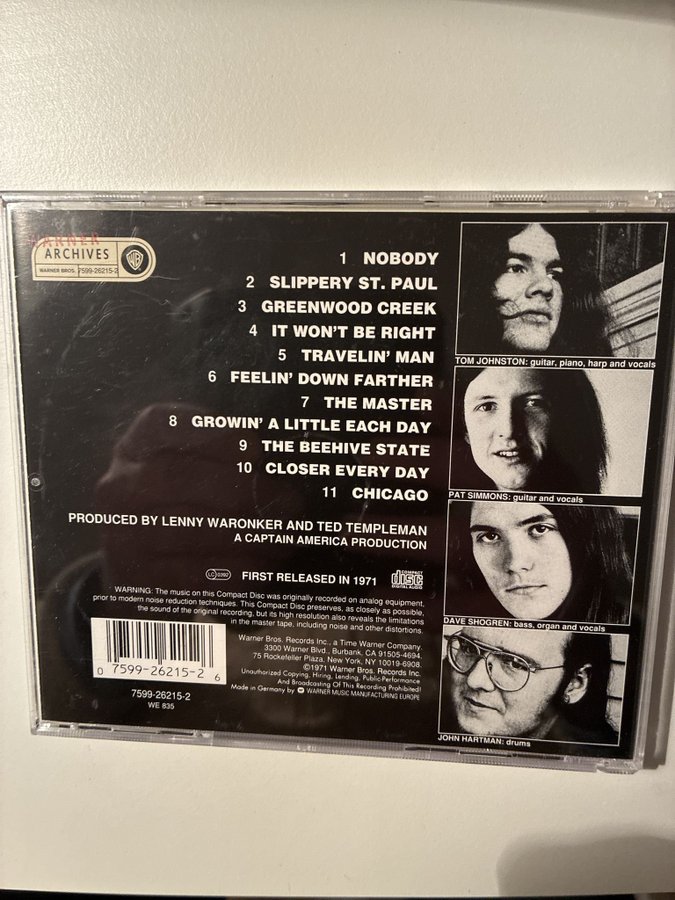 WARNER
ARCHIVES
WARNER BROS. 7599-26215-2
WB
1 NOBODY
2 SLIPPERY ST. PAUL
3 GREENWOOD CREEK
4 IT WON'T BE RIGHT
5 TRAVELIN' MAN
6 FEELIN' DOWN FARTHER
7 THE MASTER
8 GROWIN' A LITTLE EACH DAY
9 THE BEEHIVE STATE
10 CLOSER EVERY DAY
11 CHICAGO
PRODUCED BY LENNY WARONKER AND TED TEMPLEMAN
A CAPTAIN AMERICA PRODUCTION
LC 0392
FIRST RELEASED IN 1971
COMPACT
disc
DIGITAL AUDIO
WARNING: The music on this Compact Disc was originally recorded on analog equipment,
prior to modern noise reduction techniques. This Compact Disc preserves, as closely as possible,
the sound of the original recording, but its high resolution also reveals the limitations
in the master tape, including noise and other distortions.
Warner Bros. Records Inc., a Time Warner Company.
3300 Warner Blvd., Burbank, CA 91505-4694.
75 Rockefeller Plaza, New York, NY 10019-6908.
©1971 Warner Bros. Records Inc.
Unauthorized Copying, Hiring, Lending, Public Performance
And Broadcasting Of This Recording Prohibited!
Made in Germany by WARNER MUSIC MANUFACTURING EUROPE
0 7599-26215-2 6
7599-26215-2
WE 835
TOM JOHNSTON: guitar, piano, harp and vocals
PAT SIMMONS: guitar and vocals
DAVE SHOGREN: bass, organ and vocals
JOHN HARTMAN: drums